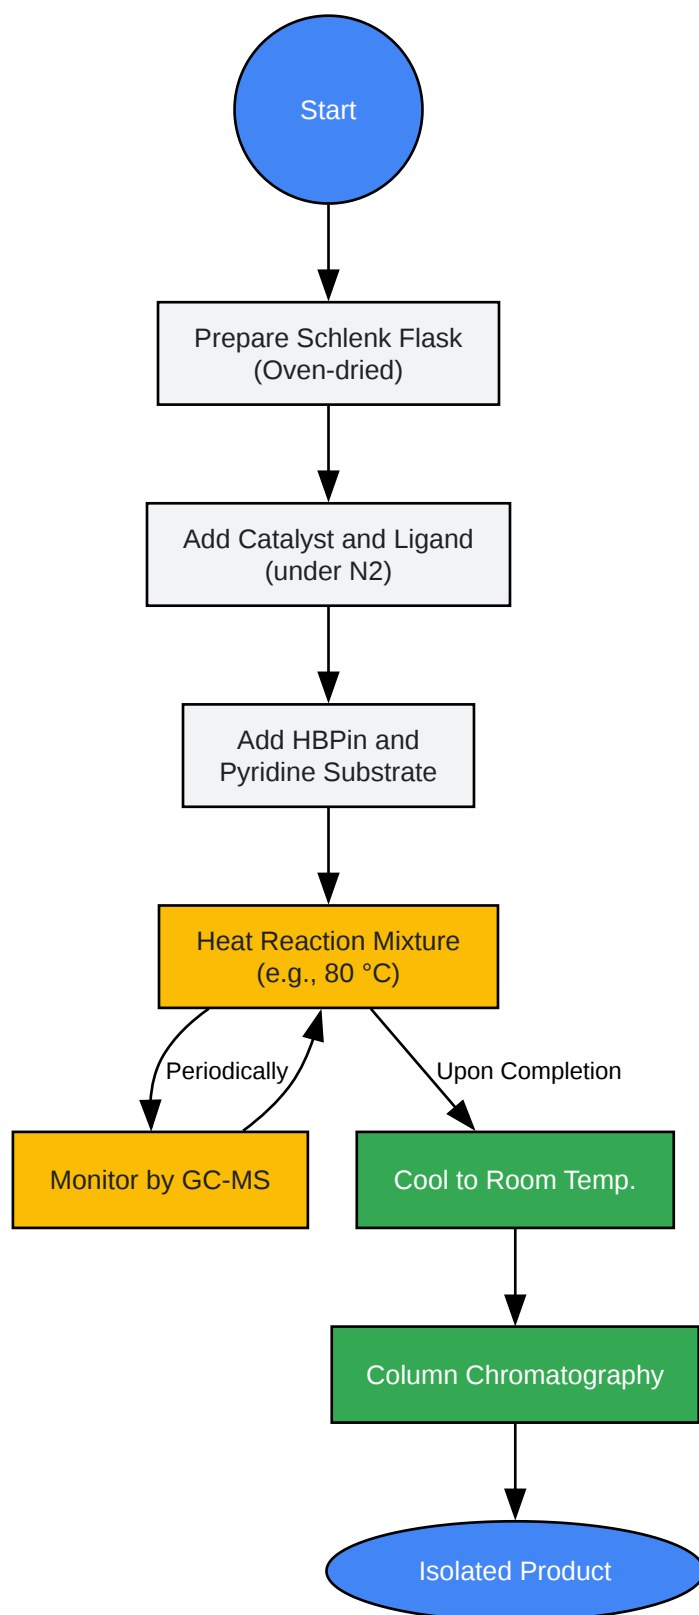 Start
Prepare Schlenk Flask
(Oven-dried)
Add Catalyst and Ligand
(under N2)
Add HBPin and
Pyridine Substrate
Heat Reaction Mixture
(e.g., 80 °C)
Periodically
Upon Completion
Monitor by GC-MS
Cool to Room Temp.
Column Chromatography
Isolated Product